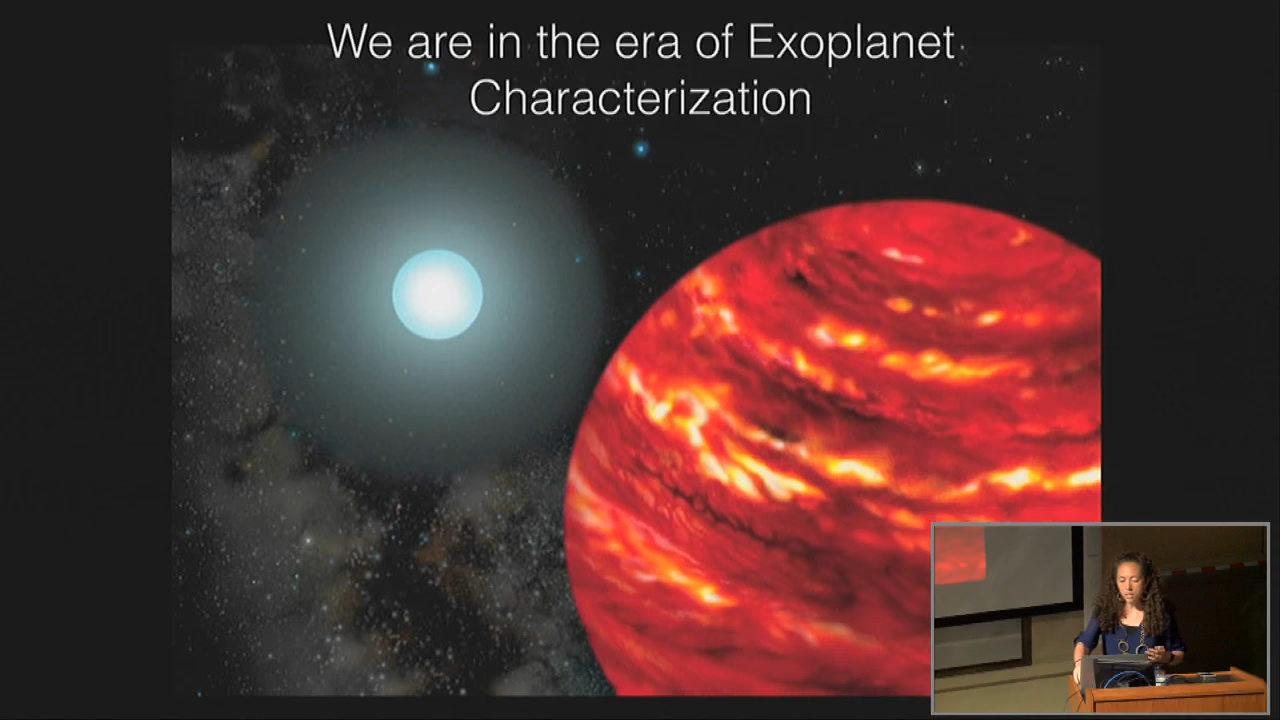 We are in the era of Exoplanet
Characterization